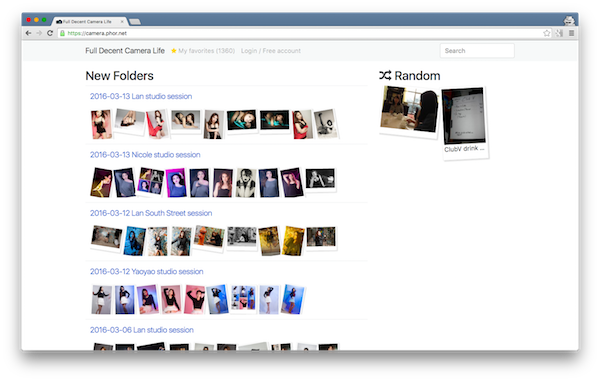 Full Decent Camera Life
https://camera.phor.net
Full Decent Camera Life
My favorites (1360)
Login / Free account
Search
New Folders
Random
2016-03-13 Lan studio session
ClubV drink ...
2016-03-13 Nicole studio session
2016-03-12 Lan South Street session
2016-03-12 Yaoyao studio session
2016-03-06 Lan studio session